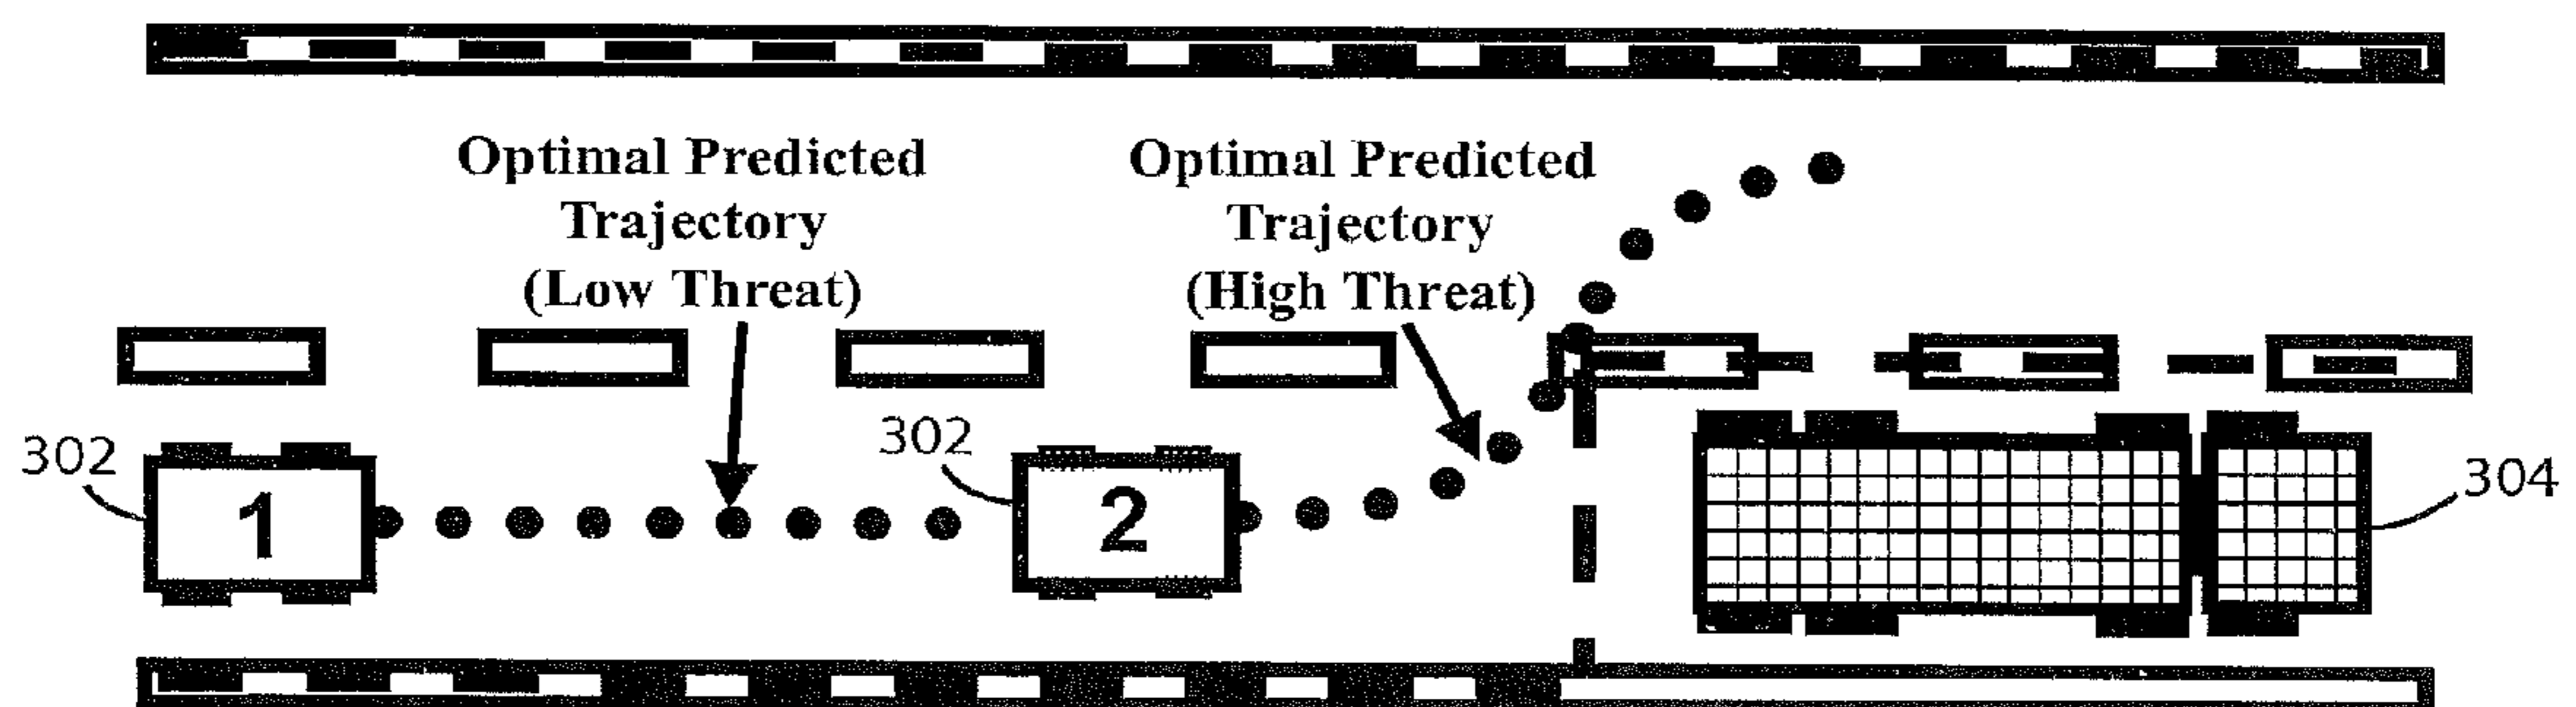 Optimal Predicted
Trajectory
(Low Threat)
Optimal Predicted
Trajectory
(High Threat)
302
1
302
2
304